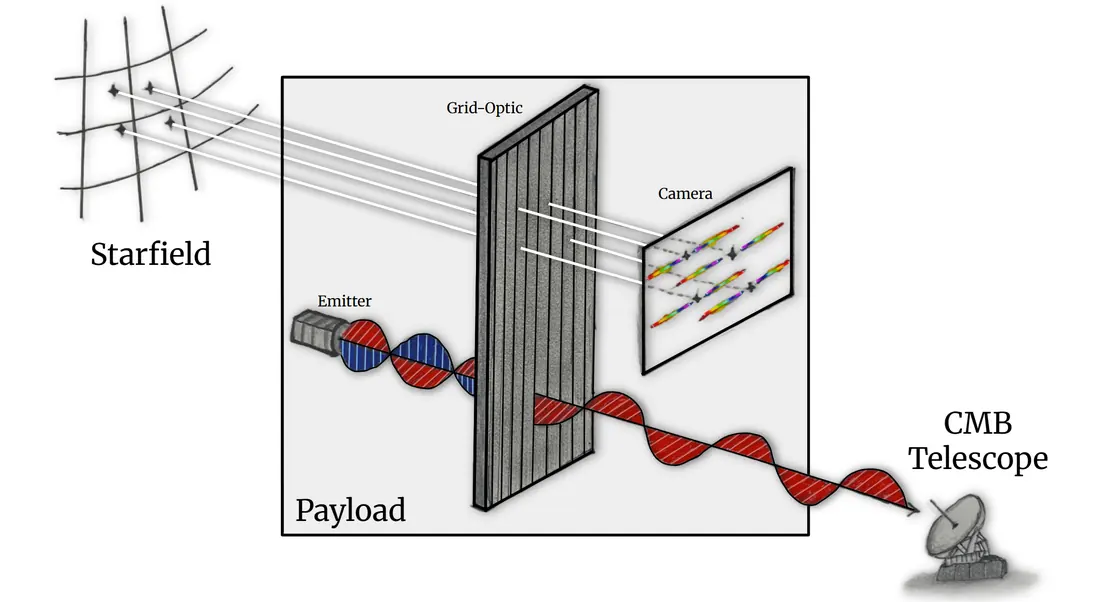 Grid-Optic
Camera
Starfield
Emitter
CMB
Telescope
Payload